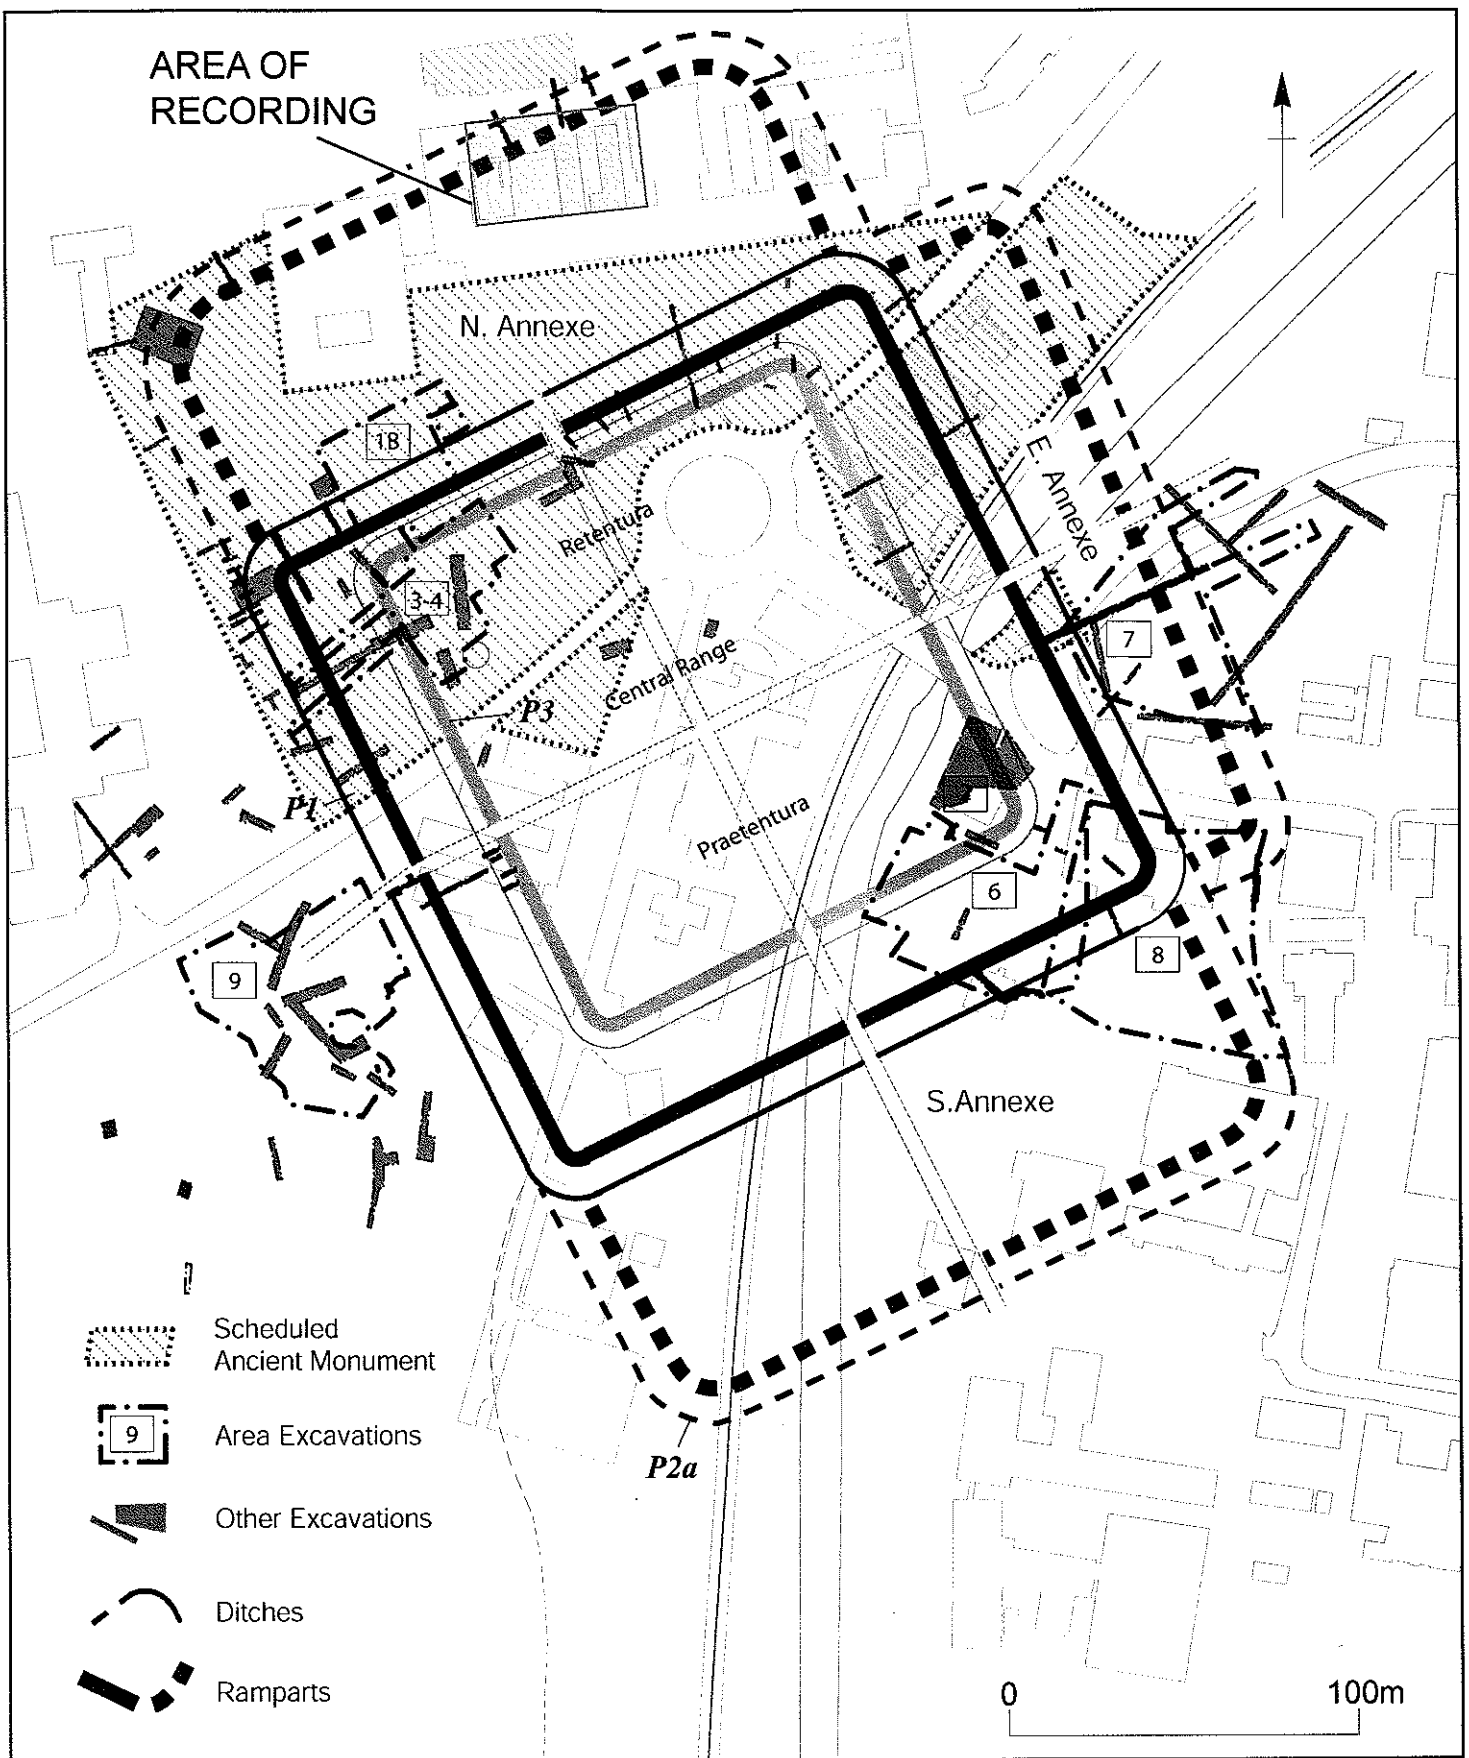 AREA OF
RECORDING
N. Annexe
18
Retentura
E. Annexe
3-4
7
Central Range
P3
P1
Praetentura
6
8
9
S.Annexe
P2a
Scheduled
Ancient Monument
9
Area Excavations
Other Excavations
Ditches
Ramparts
0
100m